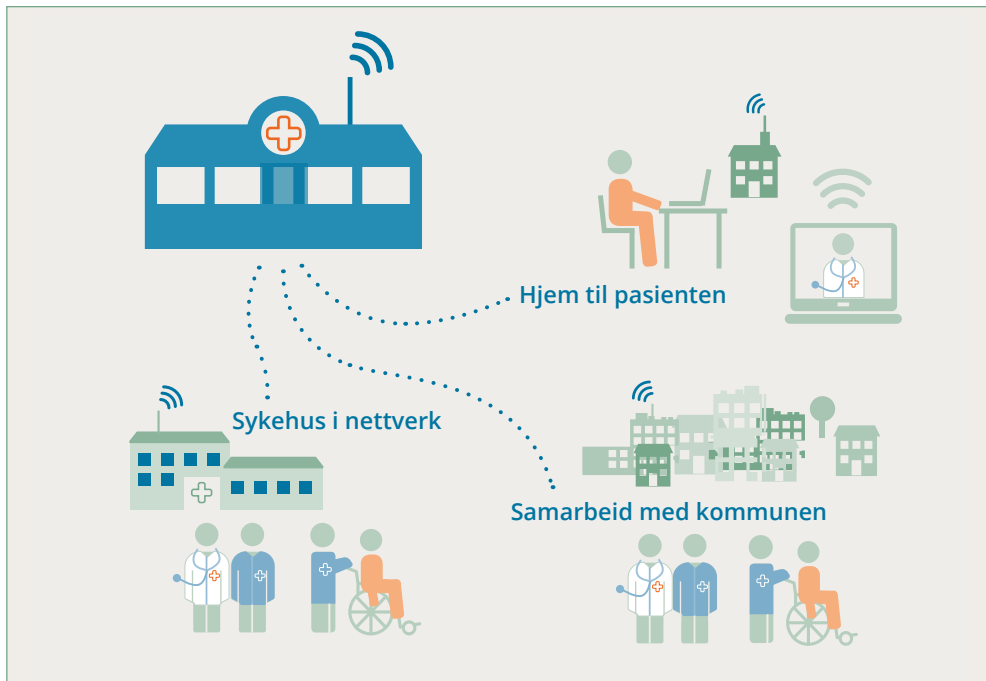 Hjem til pasienten
Sykehus i nettverk
Samarbeid med kommunen